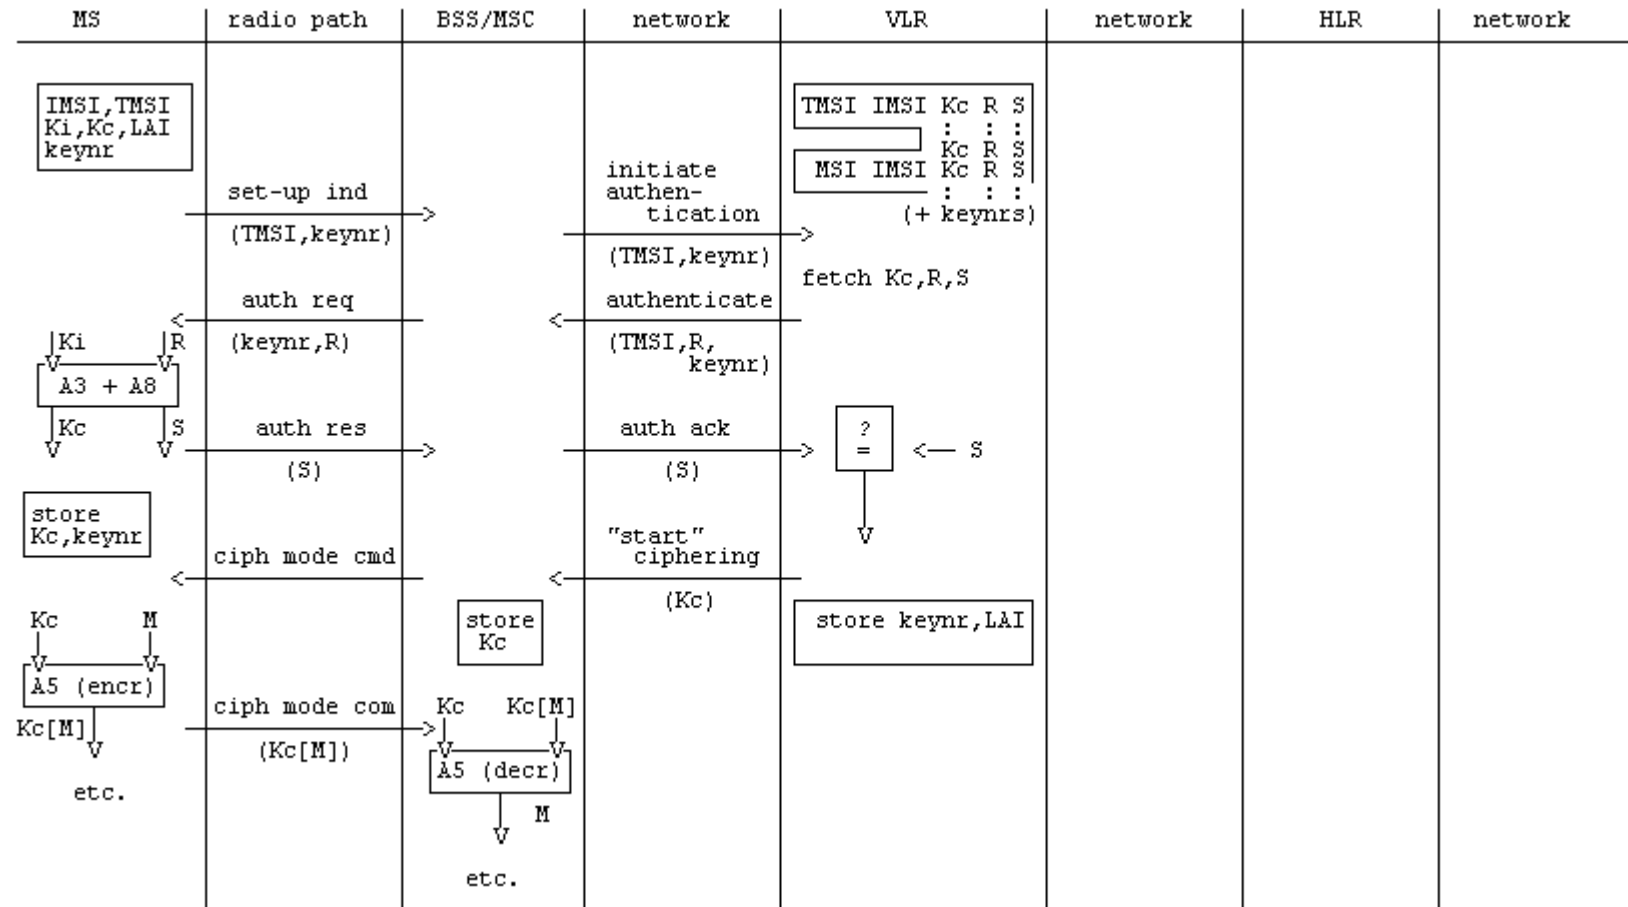 MS radio path BSS/MSC network VLR network HLR network
IMSI,TMSI TMSI IMSI Kc R S
Ki,Kc,LAI : : :
keynr Kc R S
initiate MSI IMSI Kc R S
set-up ind authen- : : :
tication (+ keynrs)
(TMSI,keynr)
(TMSI,keynr)
fetch Kc,R,S
auth req authenticate
Ki R (keynr,R) (TMSI,R,
keynr)
A3 + A8
Kc S auth res auth ack ?
(S) (S) = S
store "start"
Kc,keynr ciph mode cmd ciphering
(Kc)
Kc M store store keynr,LAI
Kc
A5 (encr) ciph mode com Kc Kc[M]
Kc[M] (Kc[M])
A5 (decr)
etc. M
etc.